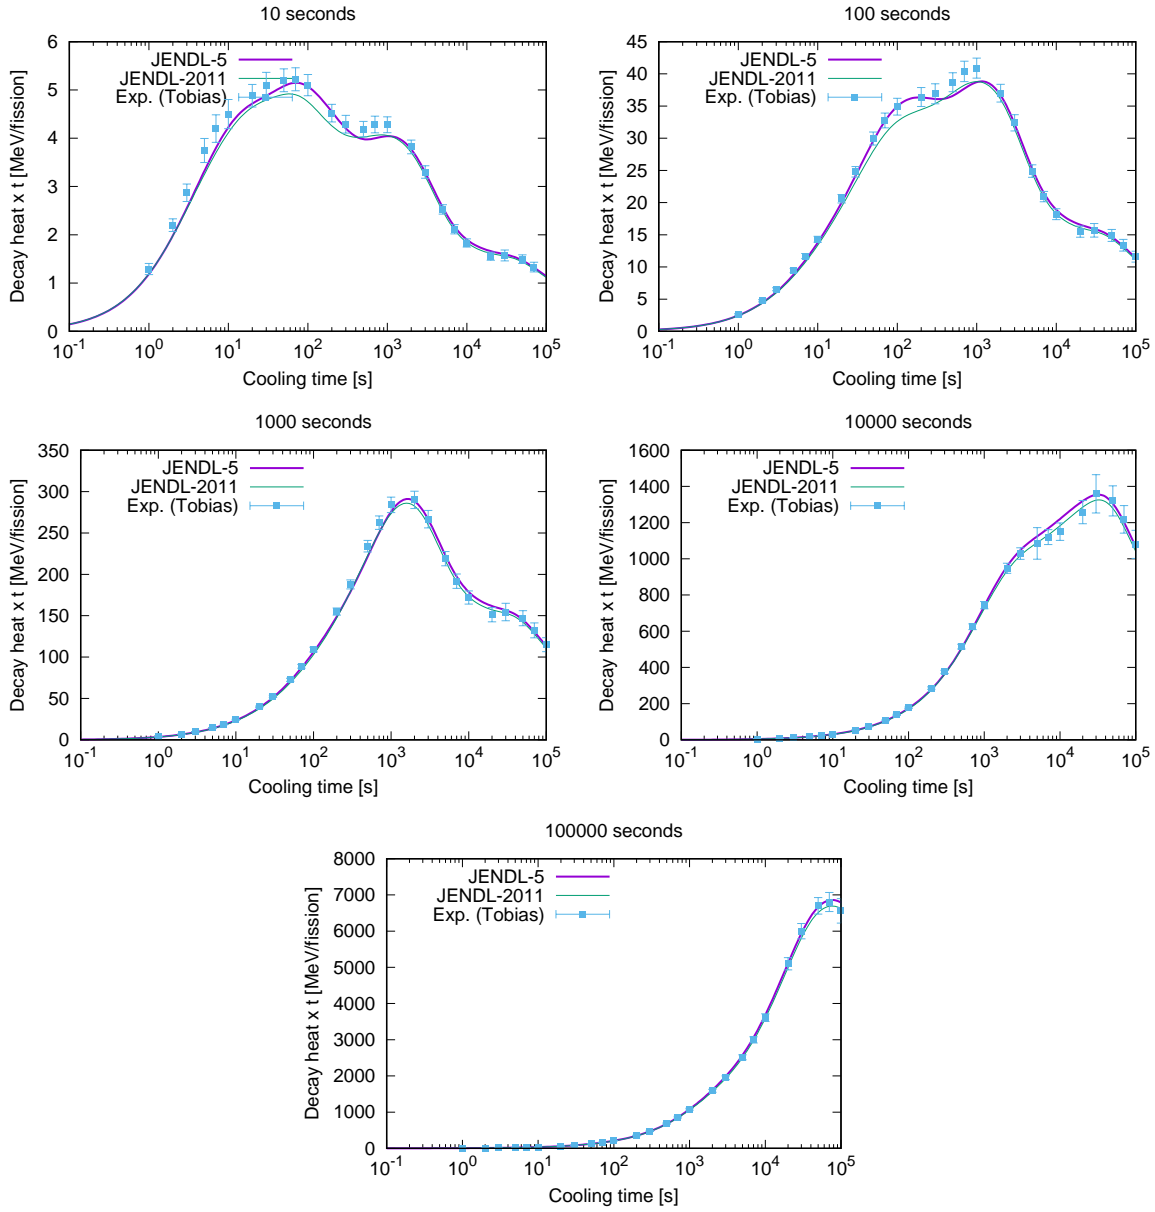 10 seconds
Decay heat x t [MeV/fission]
6
5
4
3
2
1
0
JENDL-5
JENDL-2011
Exp. (Tobias)
10-1 100 101 102 103 104 105
Cooling time [s]
100 seconds
Decay heat x t [MeV/fission]
45
40
35
30
25
20
15
10
5
0
JENDL-5
JENDL-2011
Exp. (Tobias)
10-1 100 101 102 103 104 105
Cooling time [s]
1000 seconds
Decay heat x t [MeV/fission]
350
300
250
200
150
100
50
0
JENDL-5
JENDL-2011
Exp. (Tobias)
10-1 100 101 102 103 104 105
Cooling time [s]
10000 seconds
Decay heat x t [MeV/fission]
1600
1400
1200
1000
800
600
400
200
0
JENDL-5
JENDL-2011
Exp. (Tobias)
10-1 100 101 102 103 104 105
Cooling time [s]
100000 seconds
Decay heat x t [MeV/fission]
8000
7000
6000
5000
4000
3000
2000
1000
0
JENDL-5
JENDL-2011
Exp. (Tobias)
10-1 100 101 102 103 104 105
Cooling time [s]